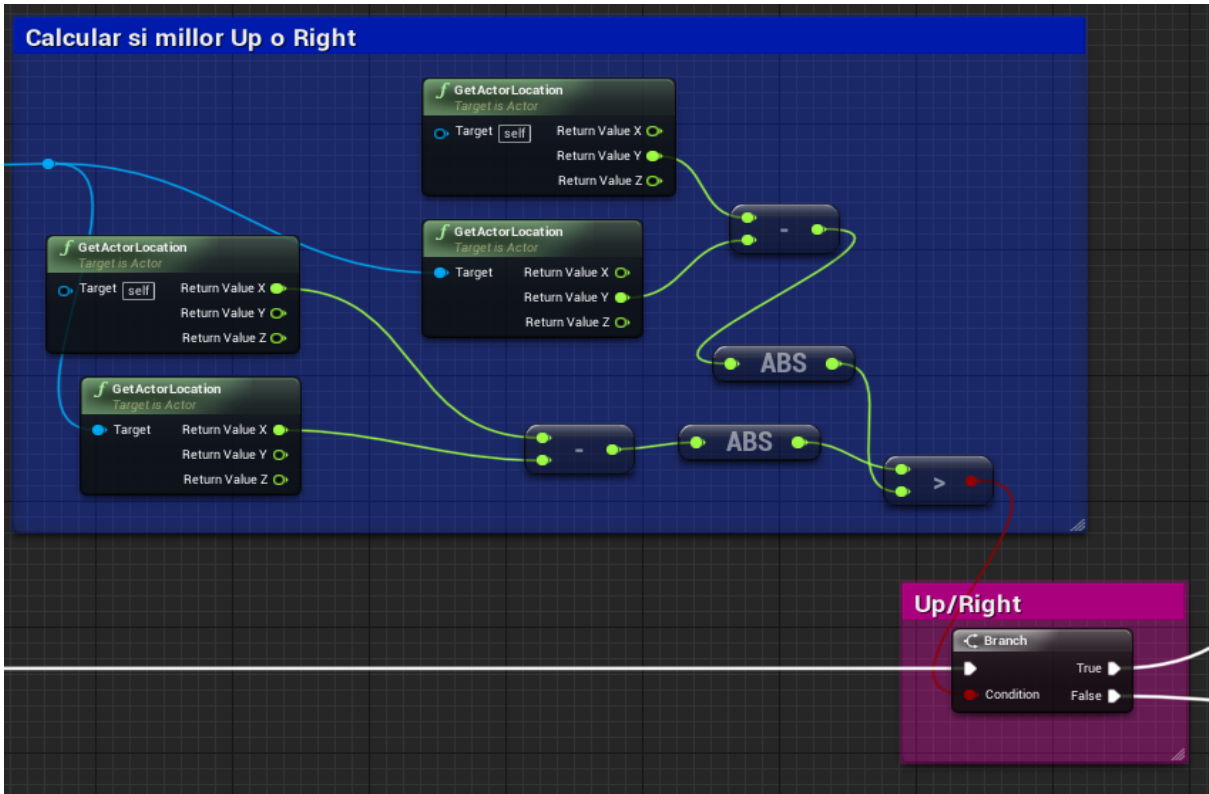 Calcular si millor Up o Right
GetActorLocation
Target is Actor
Target self Return Value X
Return Value Y
Return Value Z
GetActorLocation
Target is Actor
Target Return Value X
Return Value Y
Return Value Z
-
GetActorLocation
Target is Actor
Target self Return Value X
Return Value Y
Return Value Z
GetActorLocation
Target is Actor
Target Return Value X
Return Value Y
Return Value Z
-
ABS
ABS
>
Up/Right
Branch
True
Condition False